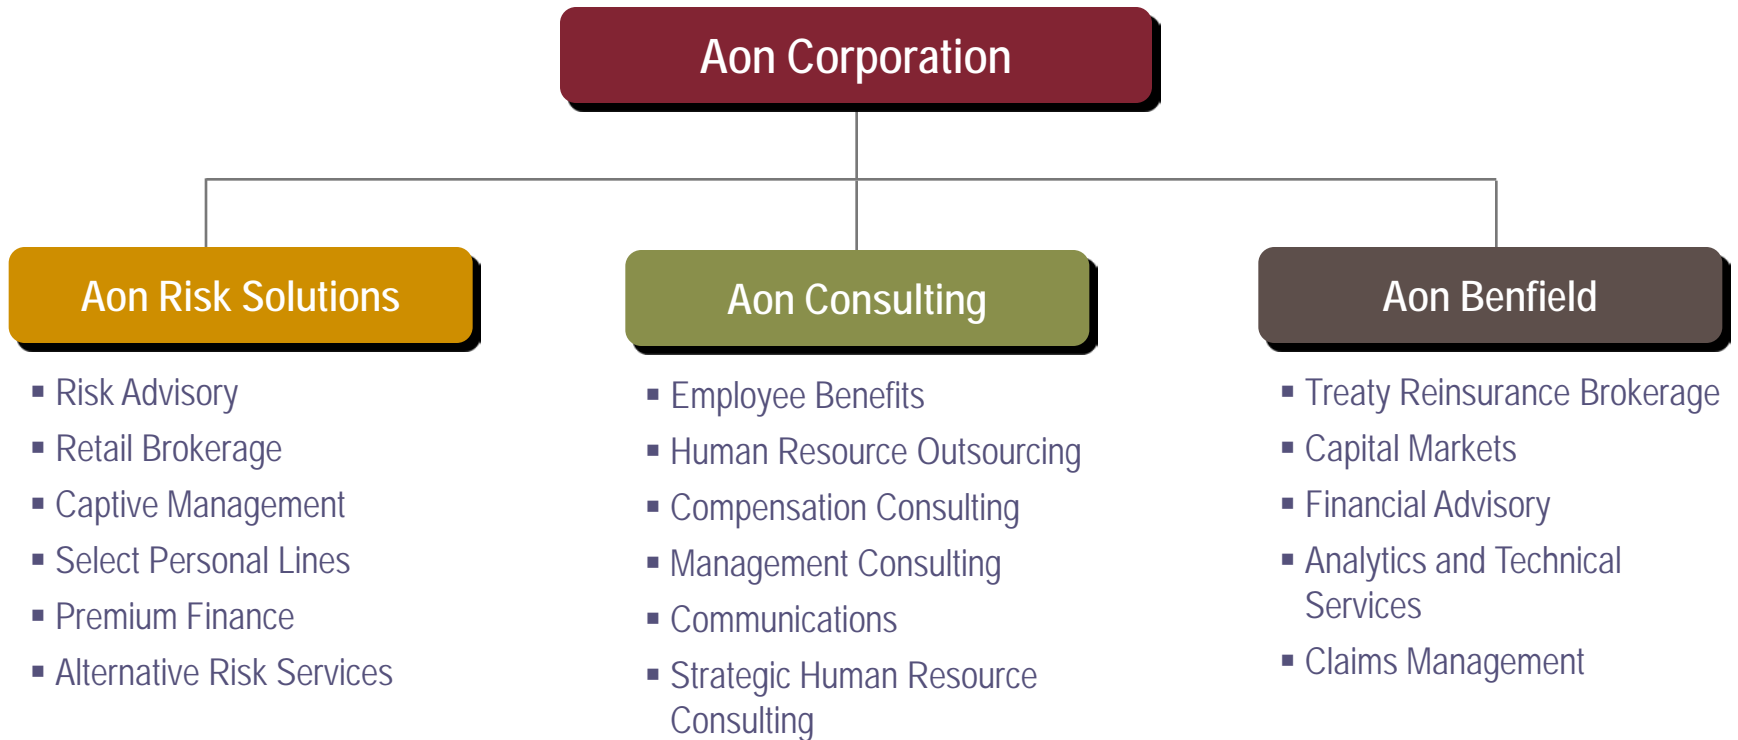 Aon Corporation
Aon Risk Solutions
▪ Risk Advisory
▪ Retail Brokerage
▪ Captive Management
▪ Select Personal Lines
▪ Premium Finance
▪ Alternative Risk Services
Aon Consulting
▪ Employee Benefits
▪ Human Resource Outsourcing
▪ Compensation Consulting
▪ Management Consulting
▪ Communications
▪ Strategic Human Resource
Consulting
Aon Benfield
▪ Treaty Reinsurance Brokerage
▪ Capital Markets
▪ Financial Advisory
▪ Analytics and Technical
Services
▪ Claims Management